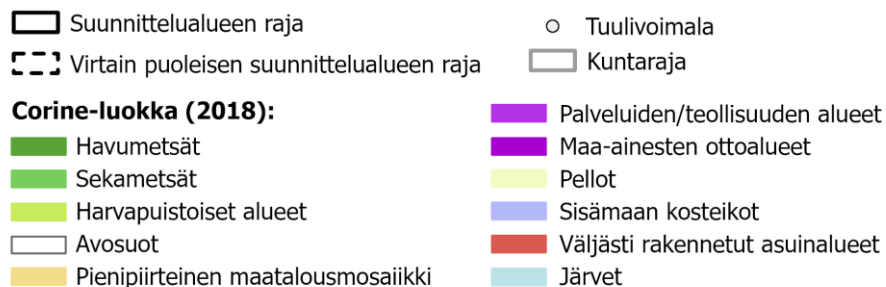 Suunnittelualueen raja
Virtain puoleisen suunnittelualueen raja
Tuulivoimala
Kuntaraja
Corine-luokka (2018):
Havumetsät
Sekametsät
Harvapuistoiset alueet
Avosuot
Pienipiirteinen maatalousmosaiikki
Palveluiden/teollisuuden alueet
Maa-ainesten ottoalueet
Pellot
Sisämaan kosteikot
Väljästi rakennetut asuinalueet
Järvet